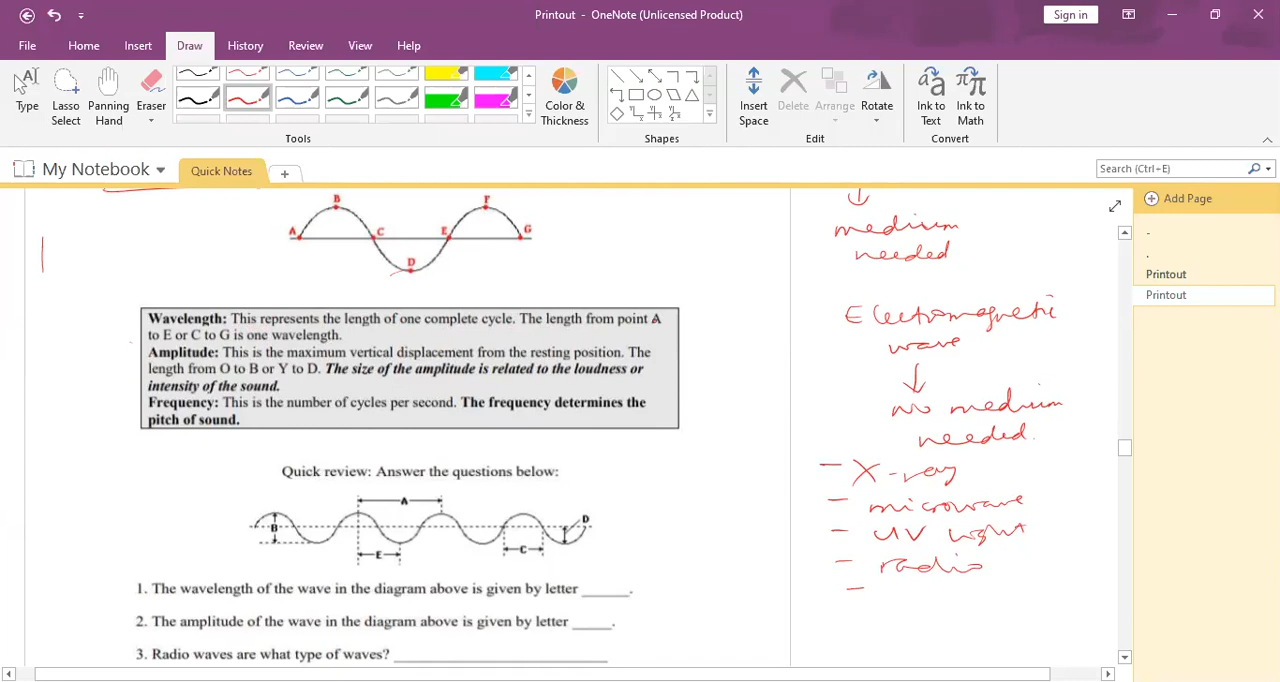 Printout - OneNote (Unlicensed Product)
Sign in
File Home Insert Draw History Review View Help
Type
Lasso Select
Panning Hand
Eraser
Color & Thickness
Insert Space
Delete
Arrange
Rotate
Ink to Text
Ink to Math
Tools
Shapes
Edit
Convert
My Notebook
Quick Notes
Search (Ctrl+E)
Add Page
-
.
Printout
Printout
B F
A C E G
D
Wavelength: This represents the length of one complete cycle. The length from point A
to E or C to G is one wavelength.
Amplitude: This is the maximum vertical displacement from the resting position. The
length from O to B or Y to D. The size of the amplitude is related to the loudness or
intensity of the sound.
Frequency: This is the number of cycles per second. The frequency determines the
pitch of sound.
Quick review: Answer the questions below:
A
B D
E C
1. The wavelength of the wave in the diagram above is given by letter ______.
2. The amplitude of the wave in the diagram above is given by letter _____.
3. Radio waves are what type of waves? __________________________
medium
needed
Electromagnetic
wave
no medium
needed.
- X-ray
- microwave
- UV light
- radio
-